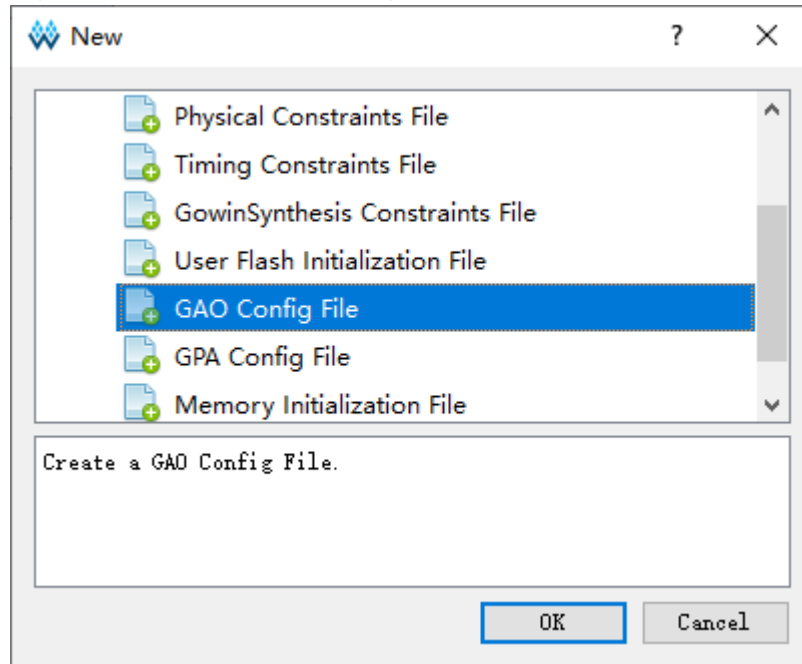 New
?
Physical Constraints File
Timing Constraints File
GowinSynthesis Constraints File
User Flash Initialization File
GAO Config File
GPA Config File
Memory Initialization File
Create a GAO Config File.
OK
Cancel